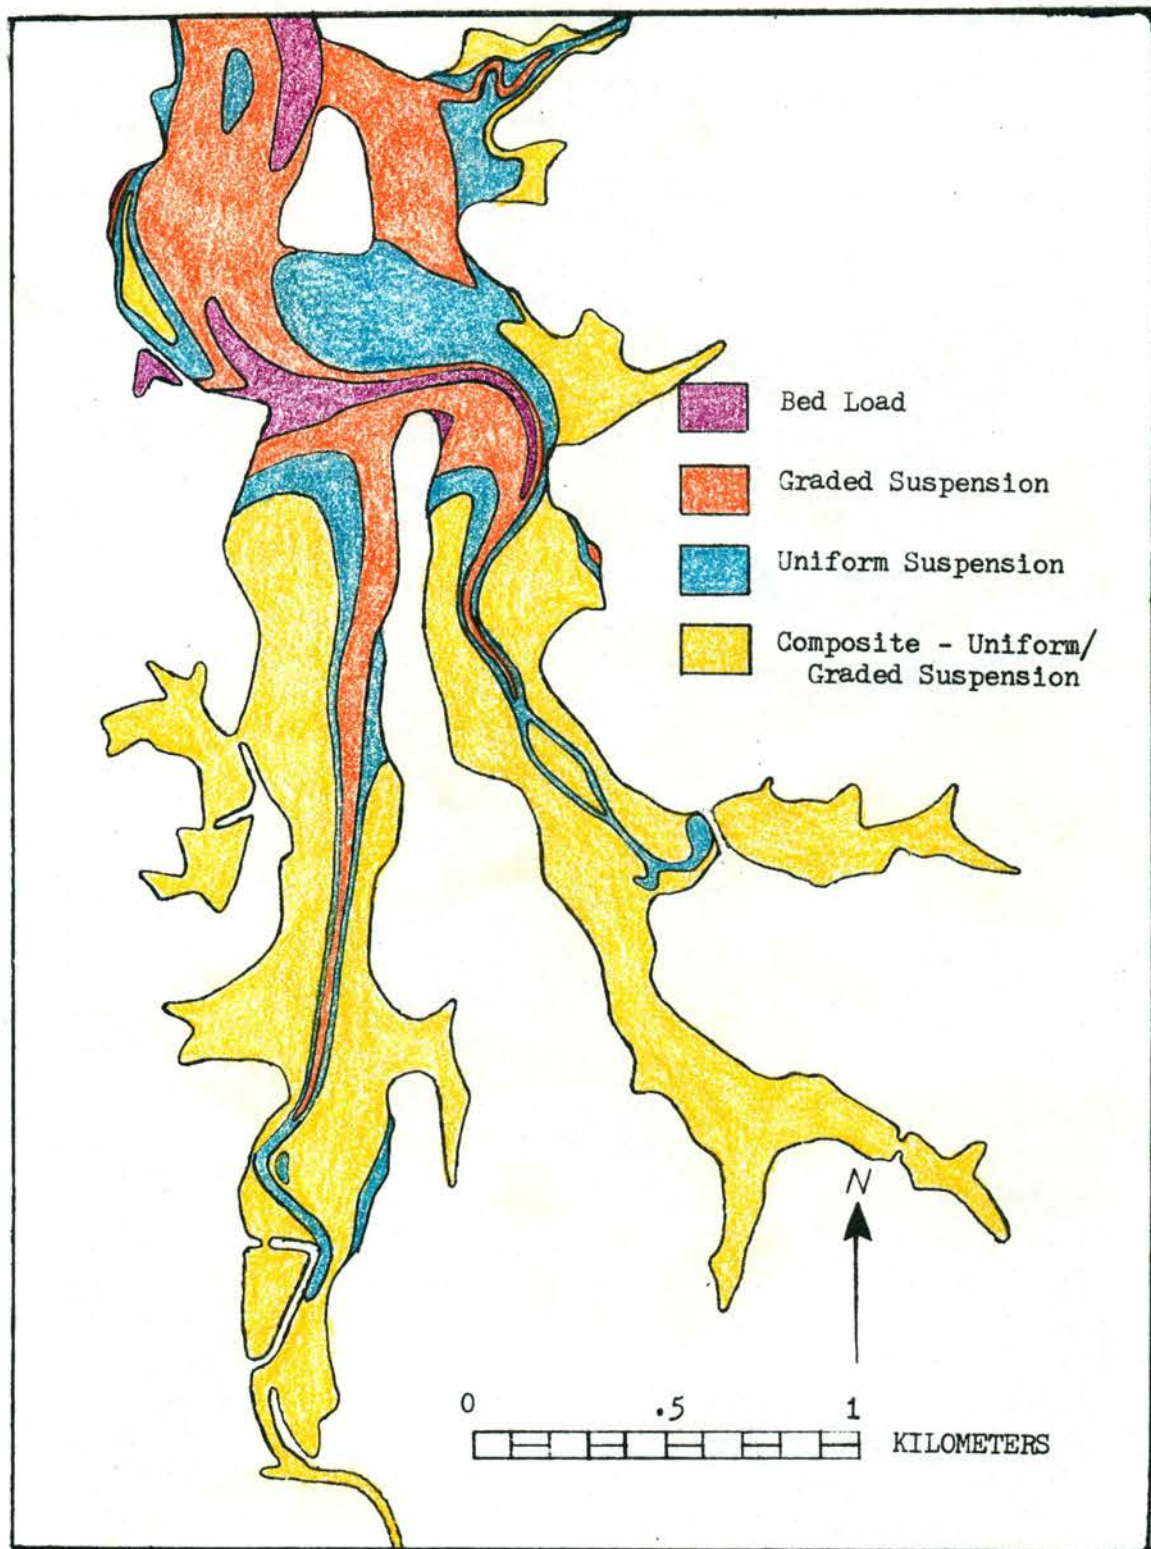 Bed Load
Graded Suspension
Uniform Suspension
Composite - Uniform/
Graded Suspension
N
0 .5 1
KILOMETERS